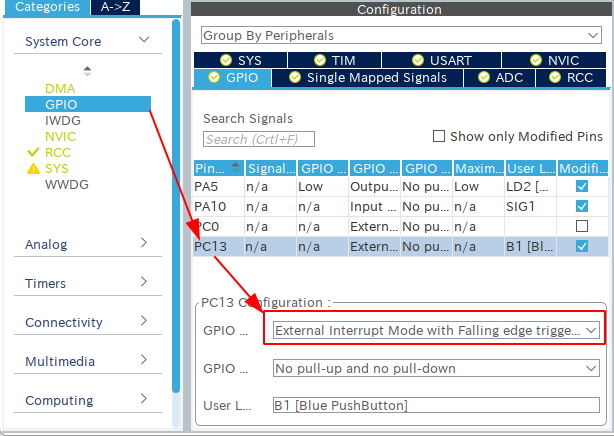 Categories A->Z
System Core
DMA
GPIO
IWDG
NVIC
RCC
SYS
WWDG
Analog
Timers
Connectivity
Multimedia
Computing
Configuration
Group By Peripherals
SYS TIM USART NVIC
GPIO Single Mapped Signals ADC RCC
Search Signals
Search (Crtl+F)
Show only Modified Pins
Pin... Signal... GPIO ... GPIO ... GPIO ... Maxim... User L... Modifi...
PA5 n/a Low Outpu... No pu... Low LD2 [...
PA10 n/a n/a Input ... No pu... n/a SIG1
PC0 n/a n/a Extern... No pu... n/a
PC13 n/a n/a Extern... No pu... n/a B1 [Bl...
PC13 Configuration :
GPIO ... External Interrupt Mode with Falling edge trigge...
GPIO ... No pull-up and no pull-down
User L... B1 [Blue PushButton]